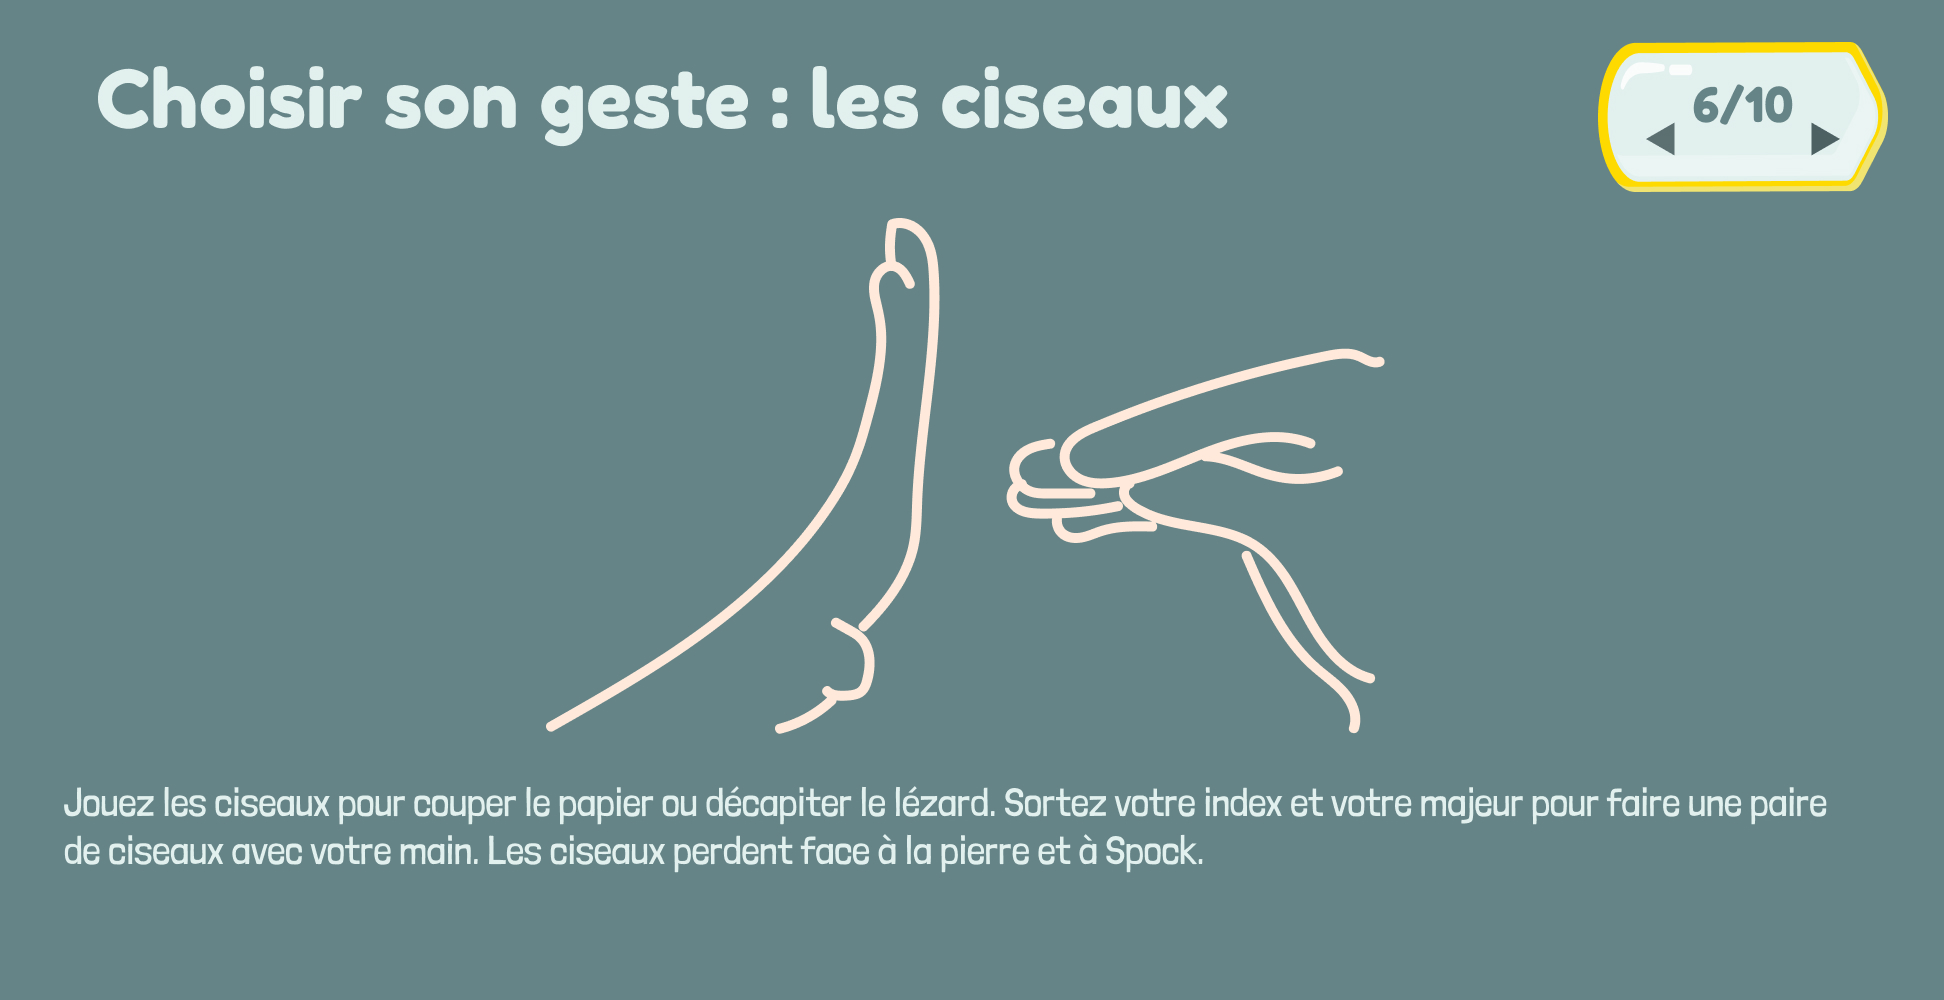 Choisir son geste : les ciseaux
6/10
Jouez les ciseaux pour couper le papier ou décapiter le lézard. Sortez votre index et votre majeur pour faire une paire
de ciseaux avec votre main. Les ciseaux perdent face à la pierre et à Spock.